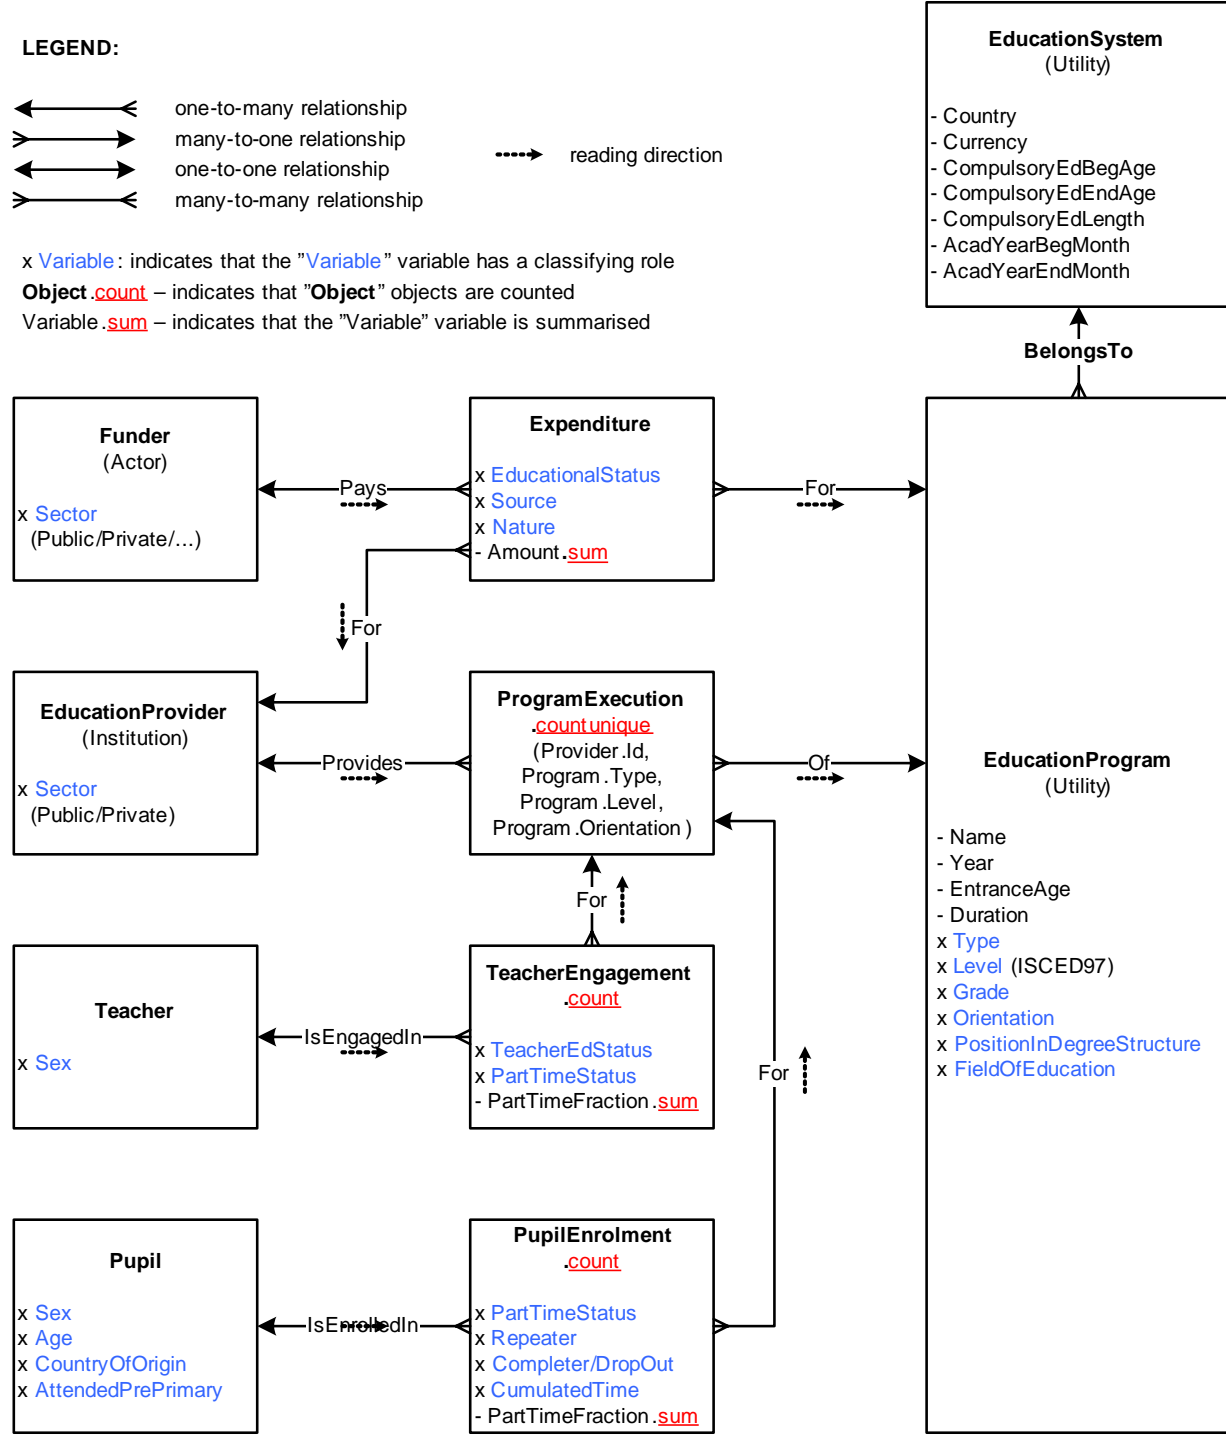 LEGEND:
one-to-many relationship
many-to-one relationship
one-to-one relationship
many-to-many relationship
reading direction
x Variable: indicates that the "Variable" variable has a classifying role
Object.count – indicates that "Object" objects are counted
Variable.sum – indicates that the "Variable" variable is summarised
EducationSystem
(Utility)
- Country
- Currency
- CompulsoryEdBegAge
- CompulsoryEdEndAge
- CompulsoryEdLength
- AcadYearBegMonth
- AcadYearEndMonth
BelongsTo
Funder
(Actor)
x Sector
(Public/Private/...)
Pays
Expenditure
x EducationalStatus
x Source
x Nature
- Amount.sum
For
For
EducationProvider
(Institution)
x Sector
(Public/Private)
Provides
ProgramExecution
.countunique
(Provider.Id,
Program.Type,
Program.Level,
Program.Orientation)
Of
EducationProgram
(Utility)
- Name
- Year
- EntranceAge
- Duration
x Type
x Level (ISCED97)
x Grade
x Orientation
x PositionInDegreeStructure
x FieldOfEducation
For
Teacher
x Sex
IsEngagedIn
TeacherEngagement
.count
x TeacherEdStatus
x PartTimeStatus
- PartTimeFraction.sum
For
Pupil
x Sex
x Age
x CountryOfOrigin
x AttendedPrePrimary
IsEnrolledIn
PupilEnrolment
.count
x PartTimeStatus
x Repeater
x Completer/DropOut
x CumulatedTime
- PartTimeFraction.sum